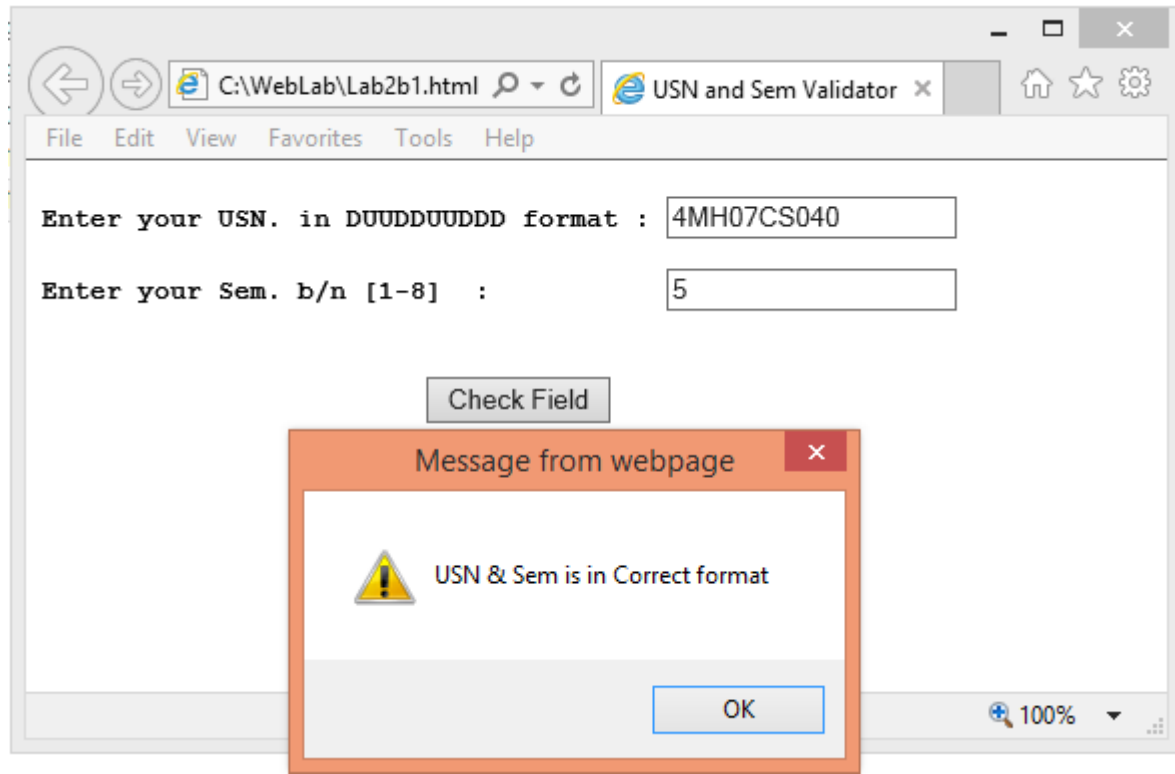 C:\WebLab\Lab2b1.html
USN and Sem Validator
File Edit View Favorites Tools Help
Enter your USN. in DUUDDUUDDD format : 4MH07CS040
Enter your Sem. b/n [1-8] : 5
Check Field
Message from webpage
USN & Sem is in Correct format
OK
100%